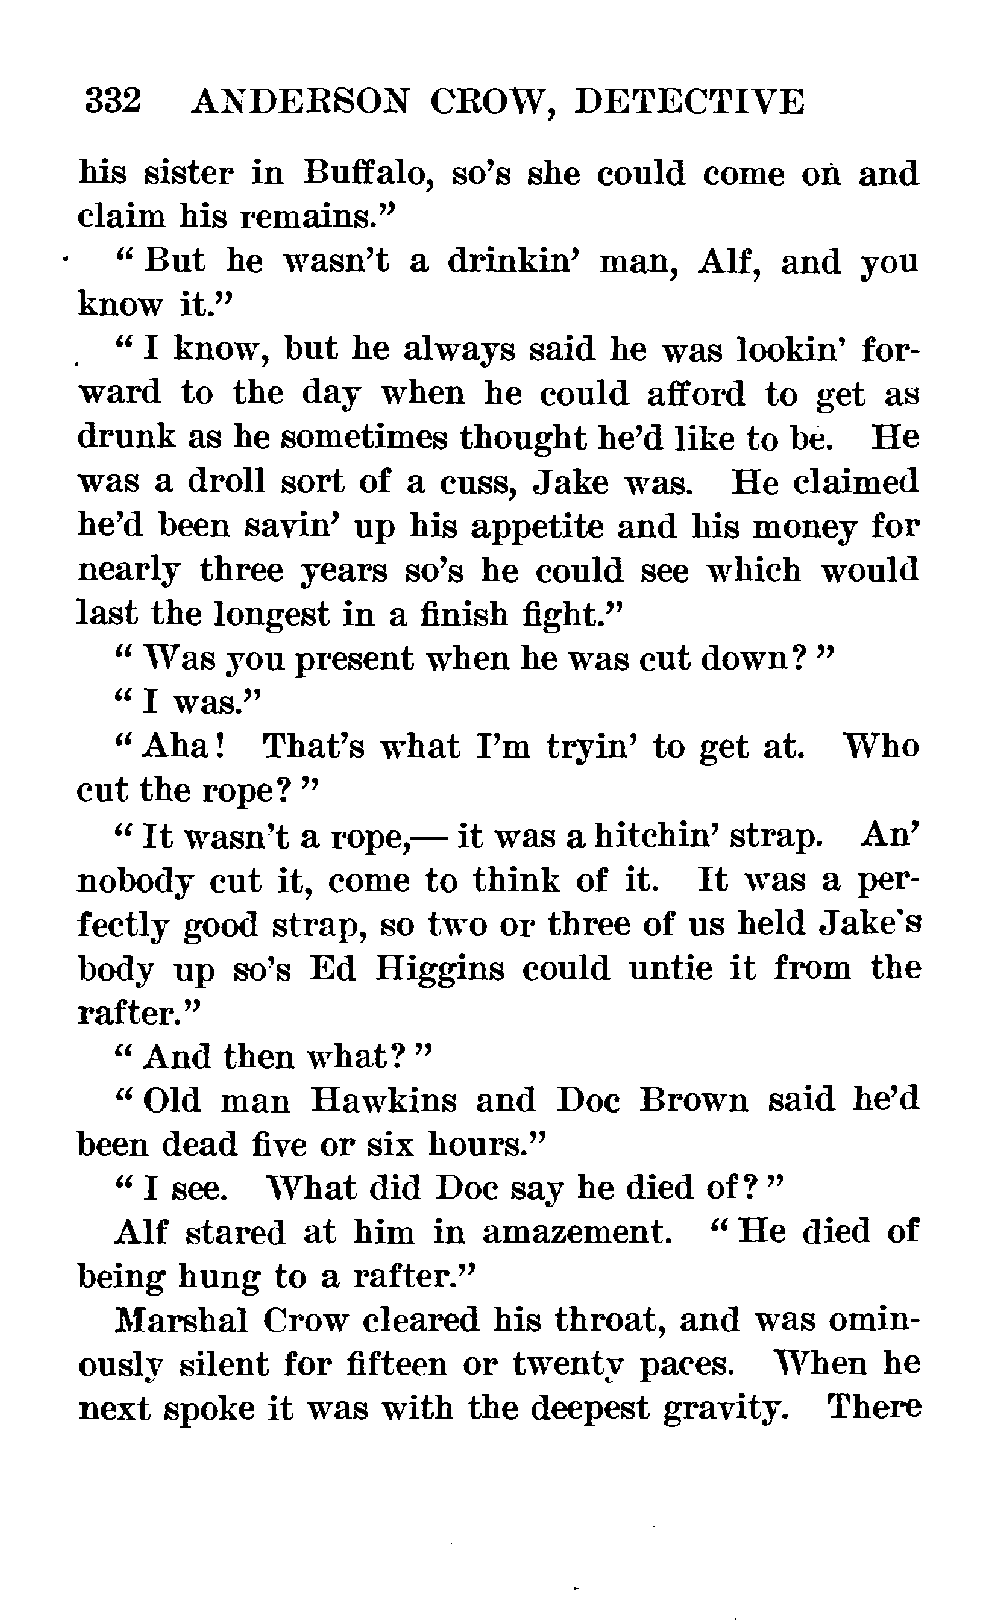 332 ANDERSON CROW, DETECTIVE
his sister in Buffalo, so's she could come on and
claim his remains."
" But he wasn't a drinkin' man, Alf, and you
know it."
" I know, but he always said he was lookin' for-
ward to the day when he could afford to get as
drunk as he sometimes thought he'd like to be. He
was a droll sort of a cuss, Jake was. He claimed
he'd been savin' up his appetite and his money for
nearly three years so's he could see which would
last the longest in a finish fight."
" Was you present when he was cut down? "
" I was."
" Aha! That's what I'm tryin' to get at. Who
cut the rope? "
" It wasn't a rope,— it was a hitchin' strap. An'
nobody cut it, come to think of it. It was a per-
fectly good strap, so two or three of us held Jake's
body up so's Ed Higgins could untie it from the
rafter."
" And then what? "
" Old man Hawkins and Doc Brown said he'd
been dead five or six hours."
" I see. What did Doc say he died of? "
Alf stared at him in amazement. " He died of
being hung to a rafter."
Marshal Crow cleared his throat, and was omin-
ously silent for fifteen or twenty paces. When he
next spoke it was with the deepest gravity. There